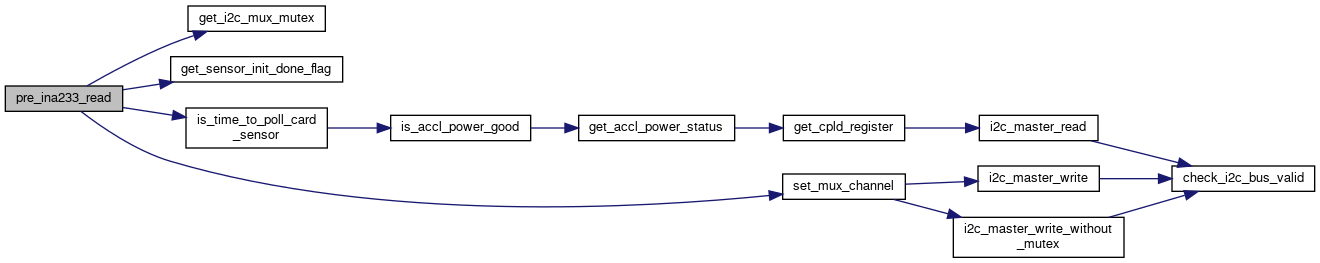 get_i2c_mux_mutex
get_sensor_init_done_flag
pre_ina233_read
is_time_to_poll_card
_sensor
is_accl_power_good
get_accl_power_status
get_cpld_register
i2c_master_read
check_i2c_bus_valid
set_mux_channel
i2c_master_write
i2c_master_write_without
_mutex